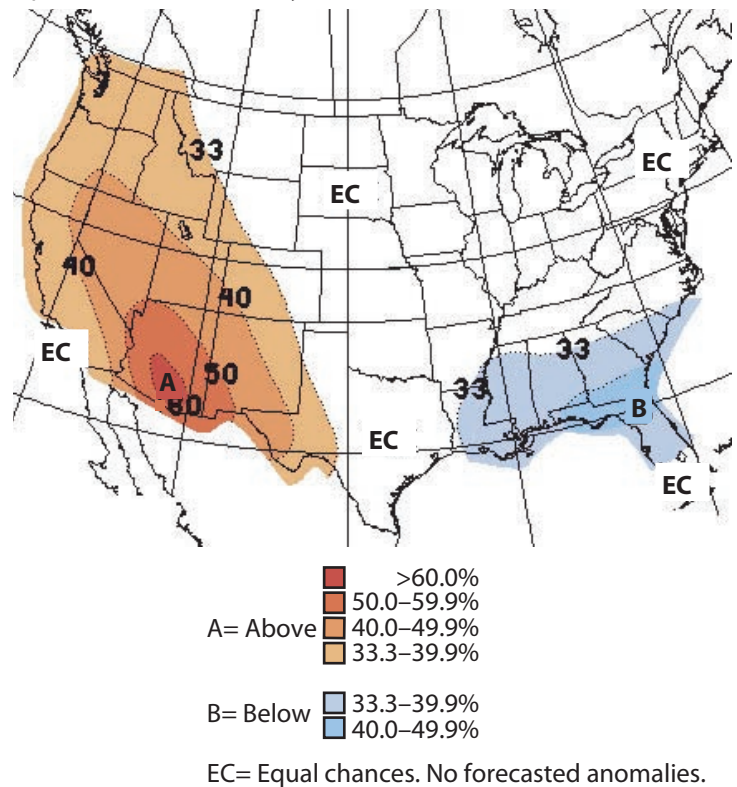 33
EC
EC
40
40
EC
33
50
A
33
60
B
EC
EC
>60.0%
50.0–59.9%
A= Above
40.0–49.9%
33.3–39.9%
33.3–39.9%
B= Below
40.0–49.9%
EC= Equal chances. No forecasted anomalies.